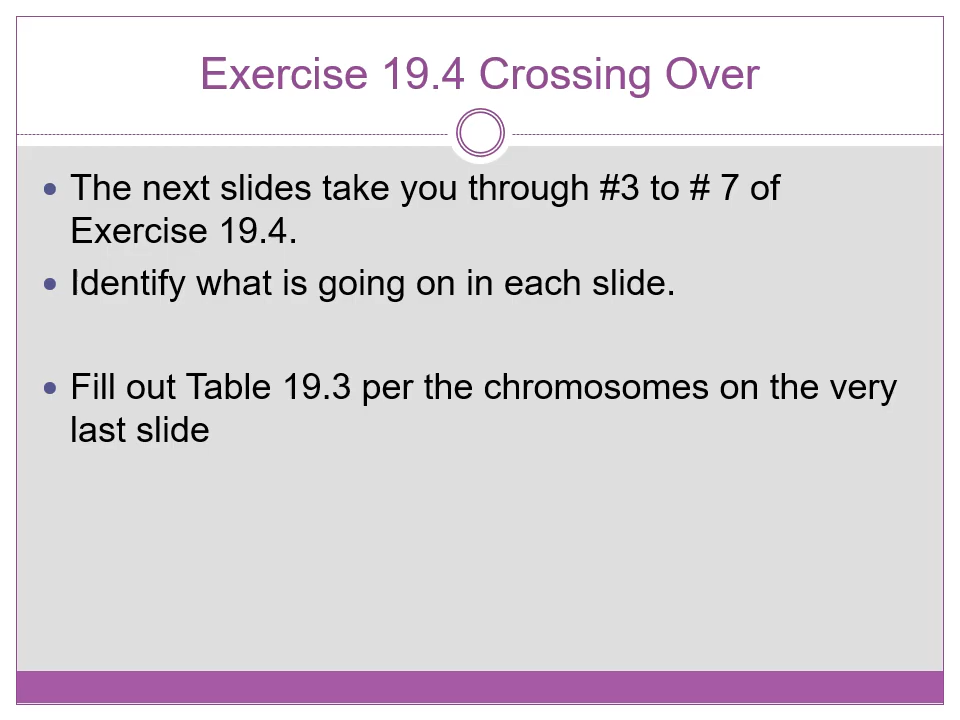 Exercise 19.4 Crossing Over
• The next slides take you through #3 to # 7 of
Exercise 19.4.
• Identify what is going on in each slide.
• Fill out Table 19.3 per the chromosomes on the very
last slide